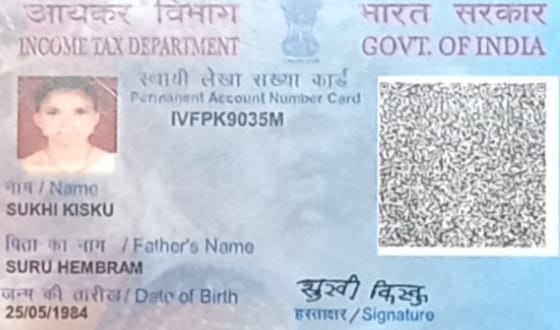 आयकर विभाग
INCOME TAX DEPARTMENT
भारत सरकार
GOVT. OF INDIA
स्थायी लेखा संख्या कार्ड
Permanent Account Number Card
IVFPK9035M
नाम / Name
SUKHI KISKU
पिता का नाम / Father's Name
SURU HEMBRAM
जन्म की तारीख / Date of Birth
25/05/1984
सुखी किस्कु
हस्ताक्षर / Signature